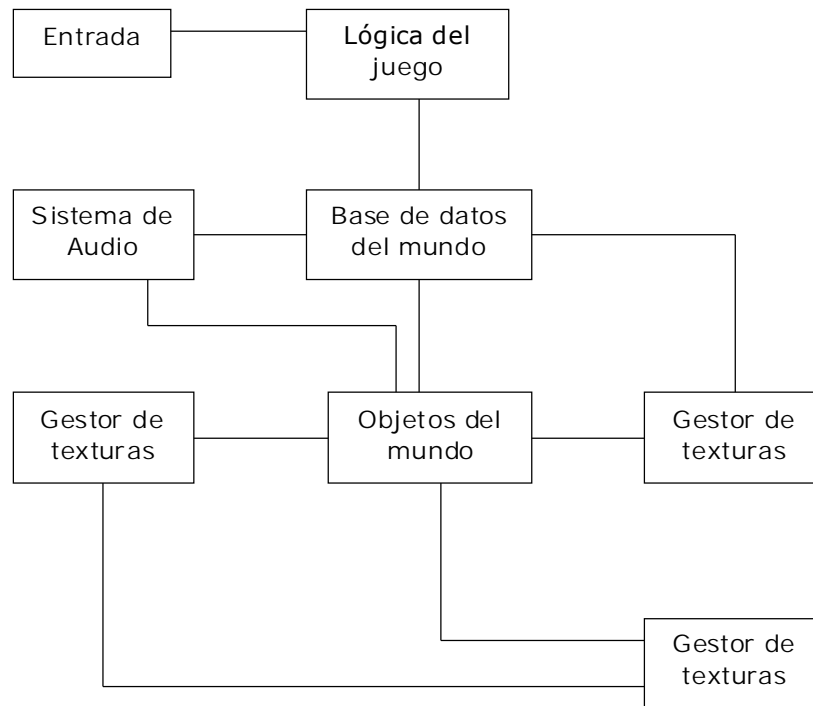 Entrada
Lógica del
juego
Sistema de
Audio
Base de datos
del mundo
Gestor de
texturas
Objetos del
mundo
Gestor de
texturas
Gestor de
texturas